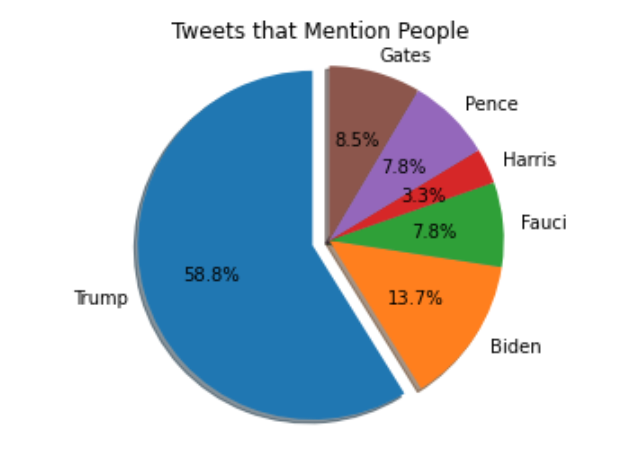 Tweets that Mention People
Gates
Pence
8.5%
7.8%
Harris
3.3%
Fauci
7.8%
58.8%
Trump
13.7%
Biden